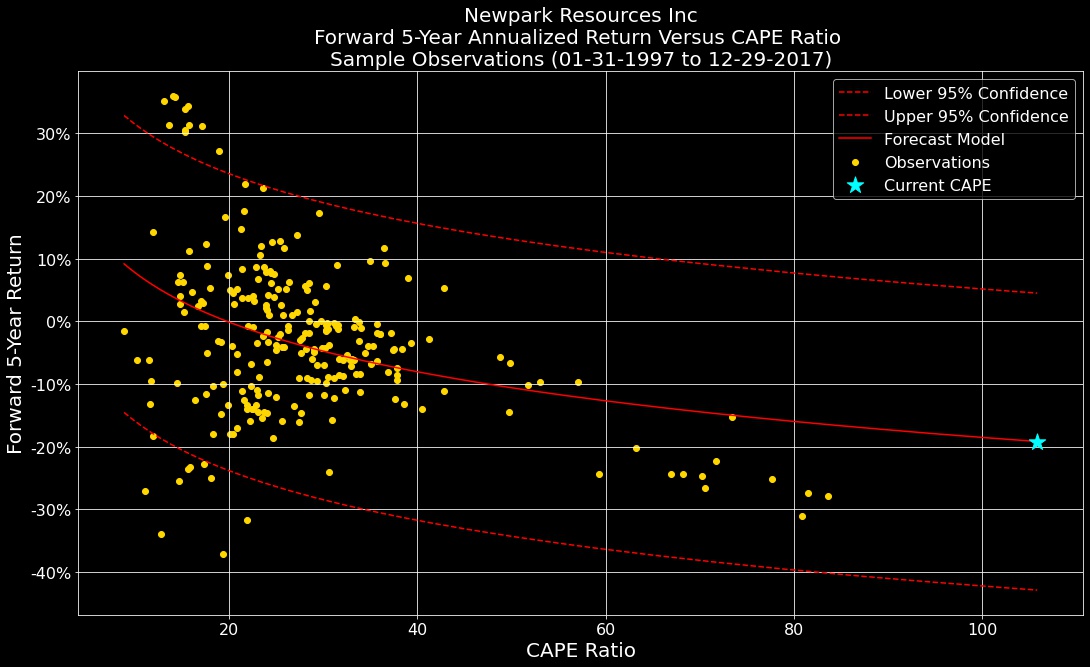 Newpark Resources Inc
Forward 5-Year Annualized Return Versus CAPE Ratio
Sample Observations (01-31-1997 to 12-29-2017)
Lower 95% Confidence
Upper 95% Confidence
Forecast Model
Observations
Current CAPE
Forward 5-Year Return
30%
20%
10%
0%
-10%
-20%
-30%
-40%
20
40
60
80
100
CAPE Ratio